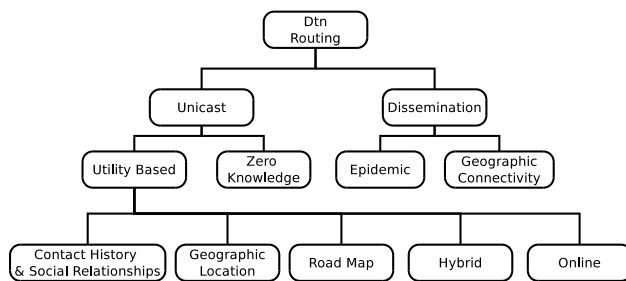 Dtn
Routing
Unicast
Dissemination
Utility Based
Zero
Knowledge
Epidemic
Geographic
Connectivity
Contact History
& Social Relationships
Geographic
Location
Road Map
Hybrid
Online